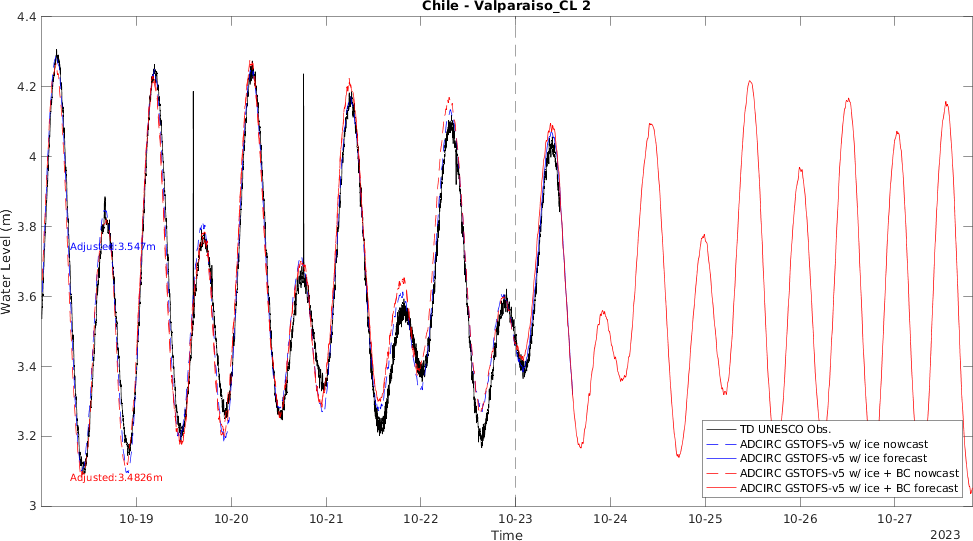 Chile - Valparaiso_CL 2
4.4
4.2
4
3.8
3.6
3.4
3.2
3
Water Level (m)
Adjusted:3.547m
Adjusted:3.4826m
TD UNESCO Obs.
ADCIRC GSTOFS-v5 w/ ice nowcast
ADCIRC GSTOFS-v5 w/ ice forecast
ADCIRC GSTOFS-v5 w/ ice + BC nowcast
ADCIRC GSTOFS-v5 w/ ice + BC forecast
10-19 10-20 10-21 10-22 10-23 10-24 10-25 10-26 10-27
Time
2023